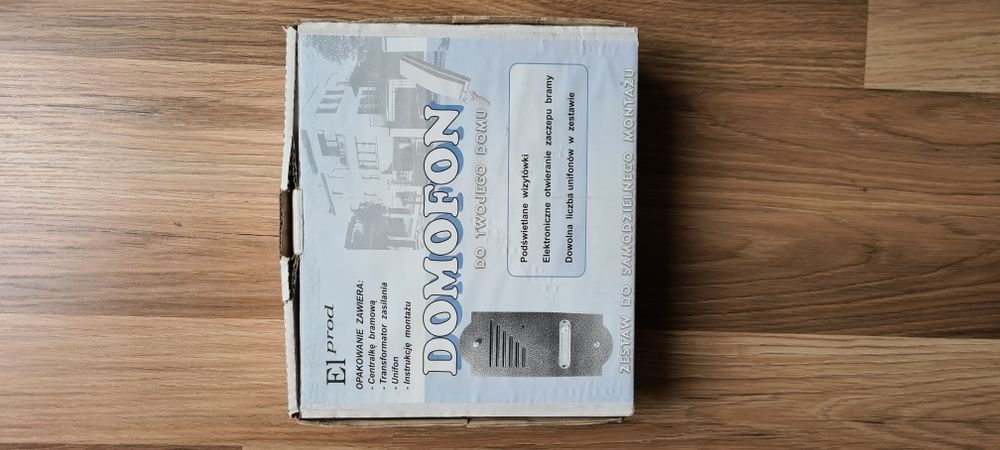 El prod
OPAKOWANIE ZAWIERA:
- Centralkę bramową
- Transformator zasilania
- Unifon
- Instrukcję montażu
DOMOFON
DO TWOJEGO DOMU
Podświetlane wizytówki
Elektroniczne otwieranie zaczepu bramy
Dowolna liczba unifonów w zestawie
ZESTAW DO SAMODZIELNEGO MONTAŻU